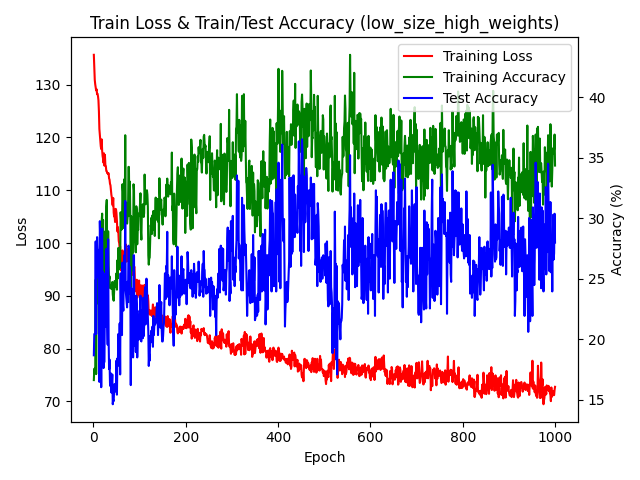 Train Loss & Train/Test Accuracy (low_size_high_weights)
Training Loss
Training Accuracy
Test Accuracy
130
120
110
100
90
80
70
Loss
40
35
30
25
20
15
Accuracy (%)
0
200
400
600
800
1000
Epoch